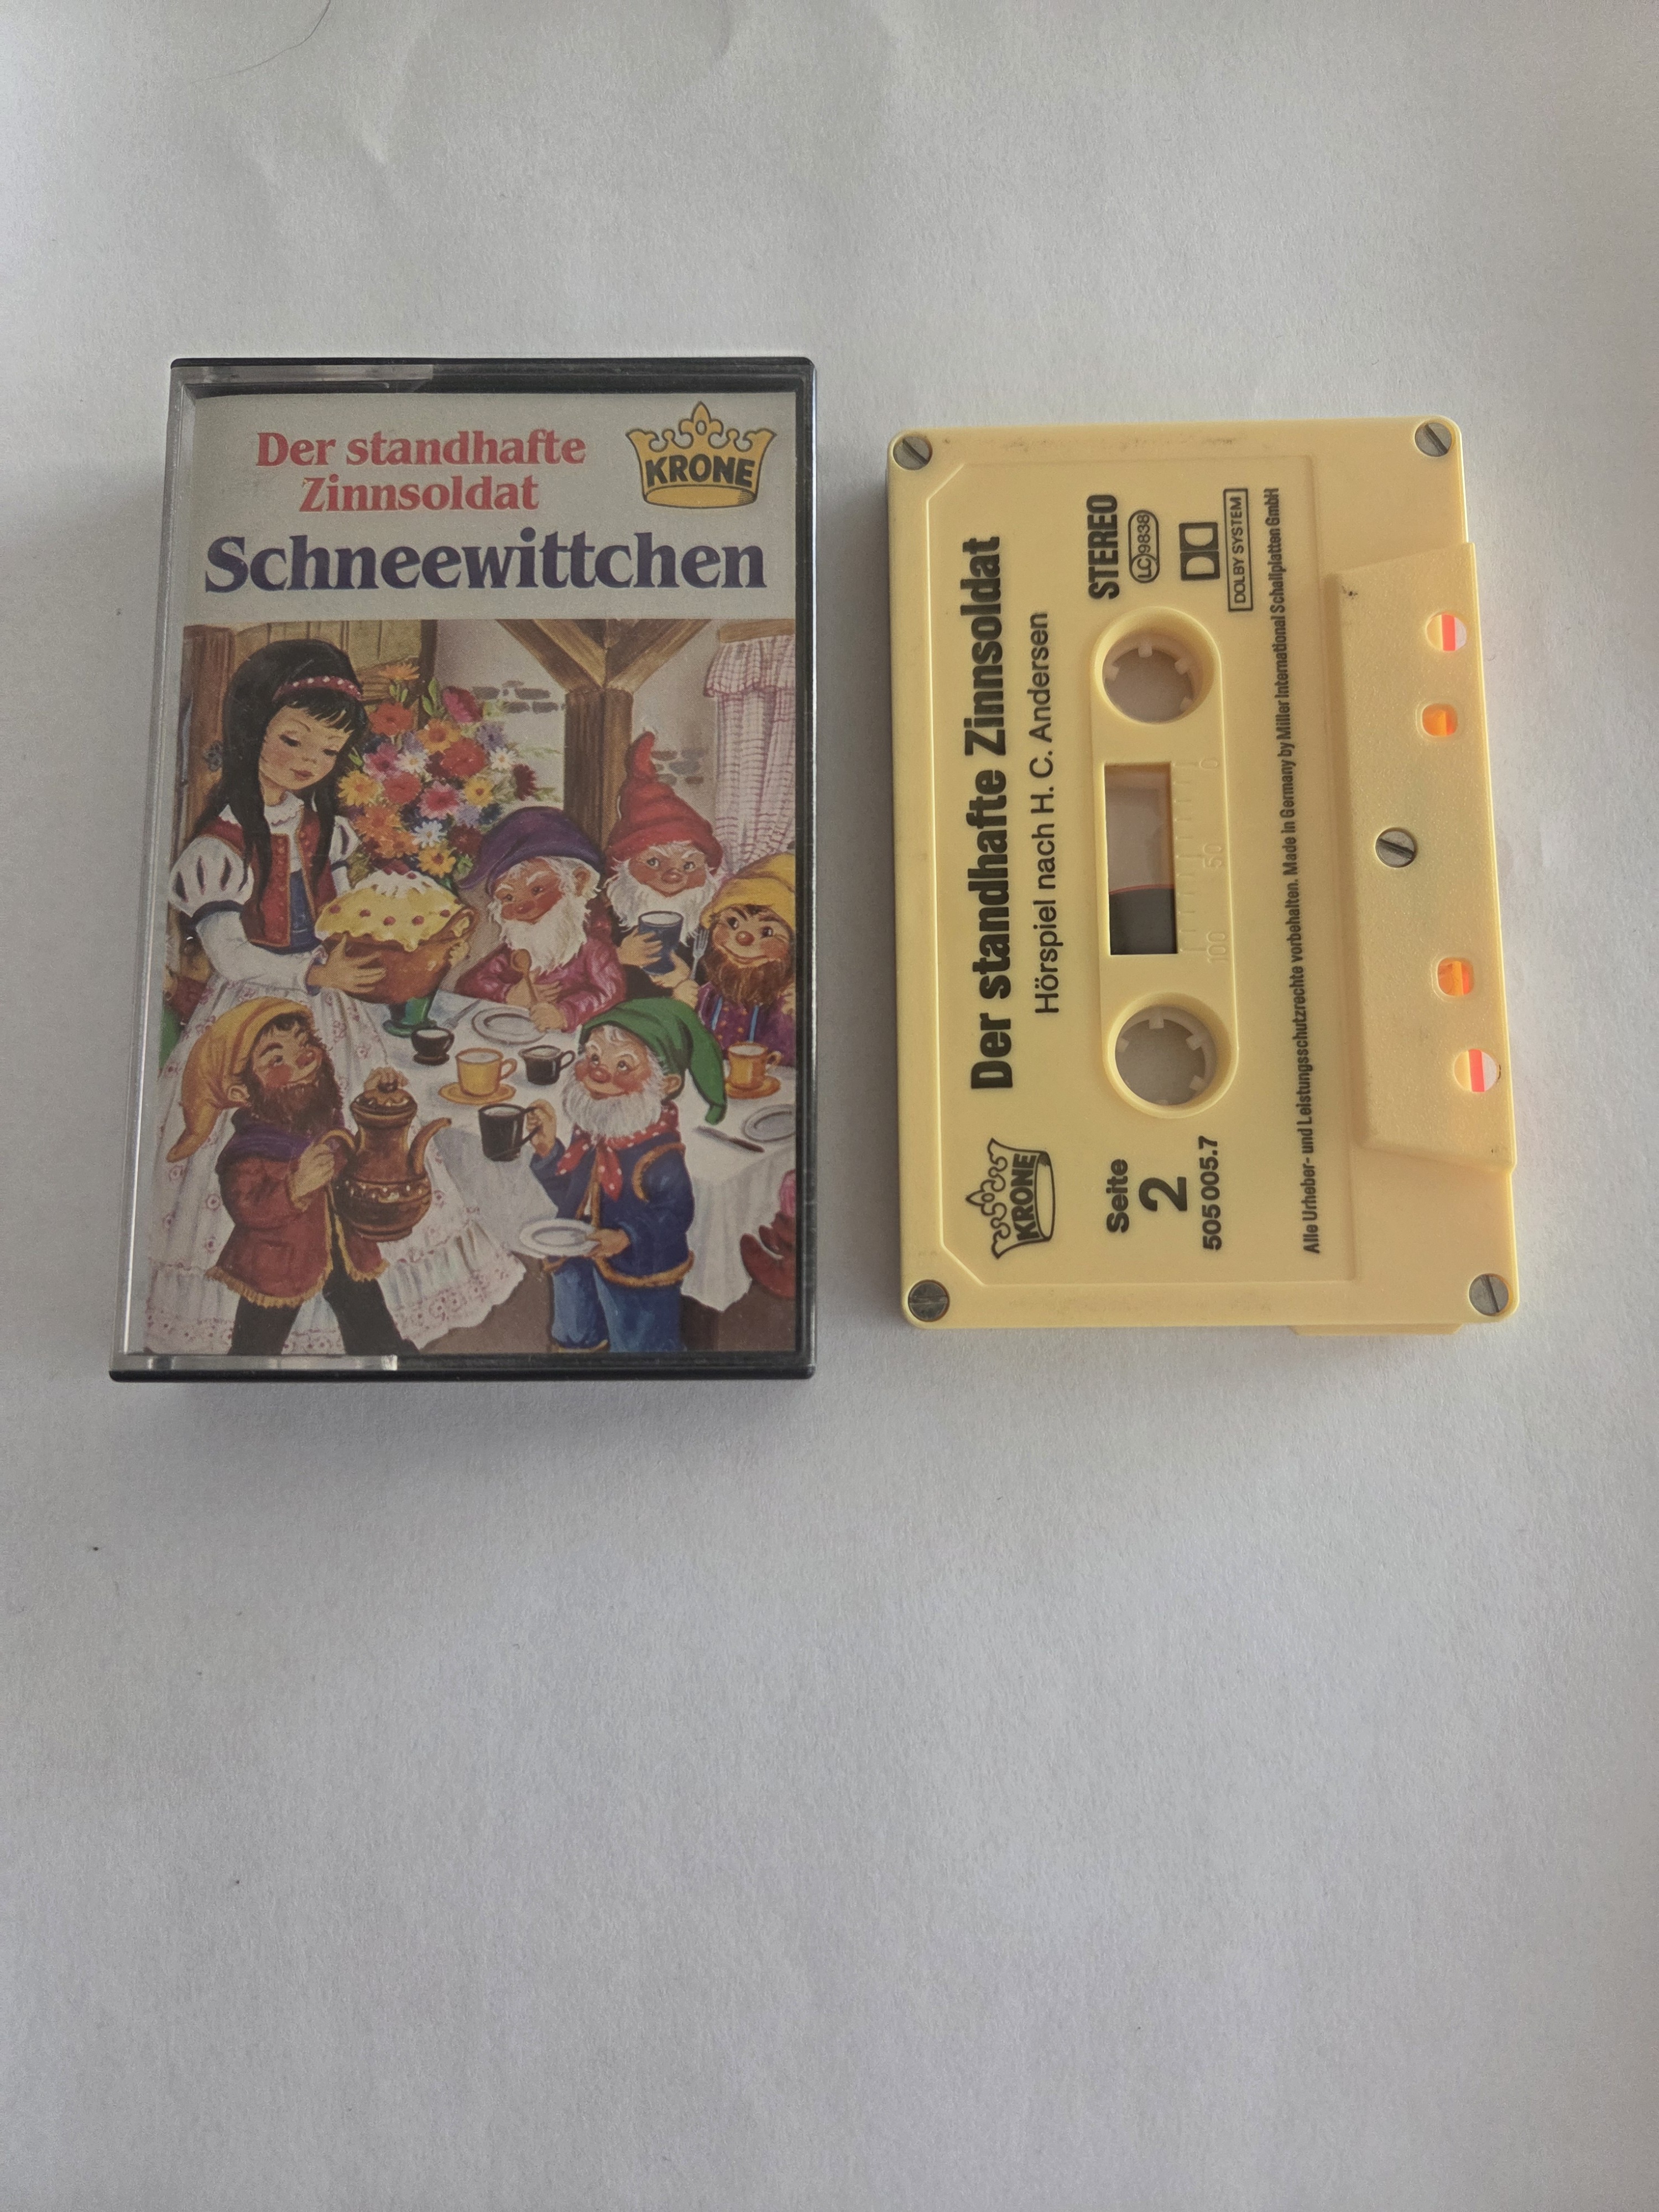 Der standhafte
Zinnsoldat
KRONE
Schneewittchen
KRONE
Der standhafte Zinnsoldat
Hörspiel nach H. C. Andersen
Seite
2
505 005.7
STEREO
LC 9838
DOLBY SYSTEM
100 50 0
Alle Urheber- und Leistungsschutzrechte vorbehalten. Made in Germany by Miller International Schallplatten GmbH